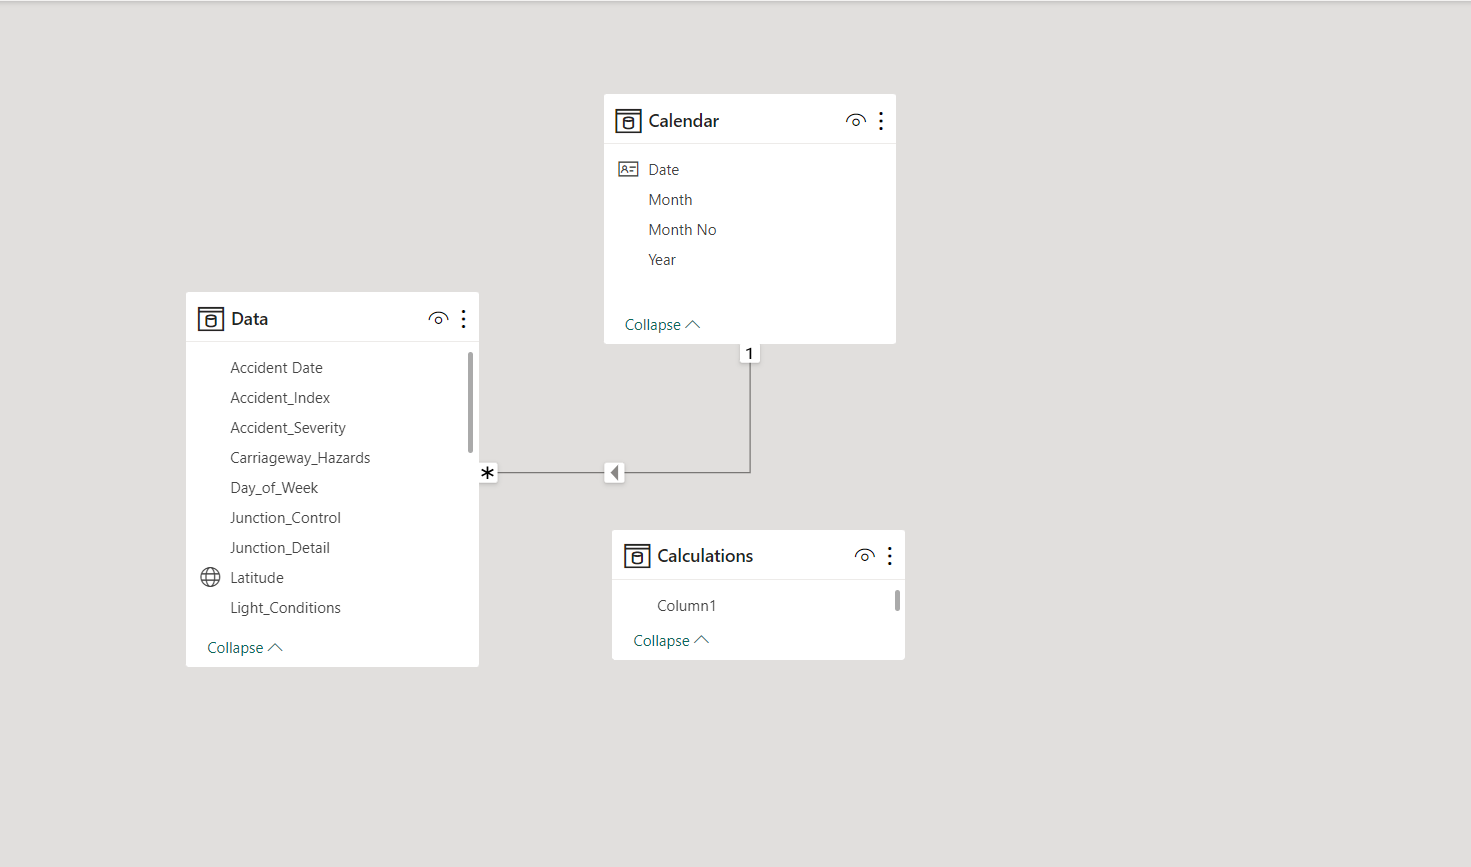 Calendar
Date
Month
Month No
Year
Collapse
1
Data
Accident Date
Accident_Index
Accident_Severity
Carriageway_Hazards
Day_of_Week
Junction_Control
Junction_Detail
Latitude
Light_Conditions
Collapse
*
Calculations
Column1
Collapse